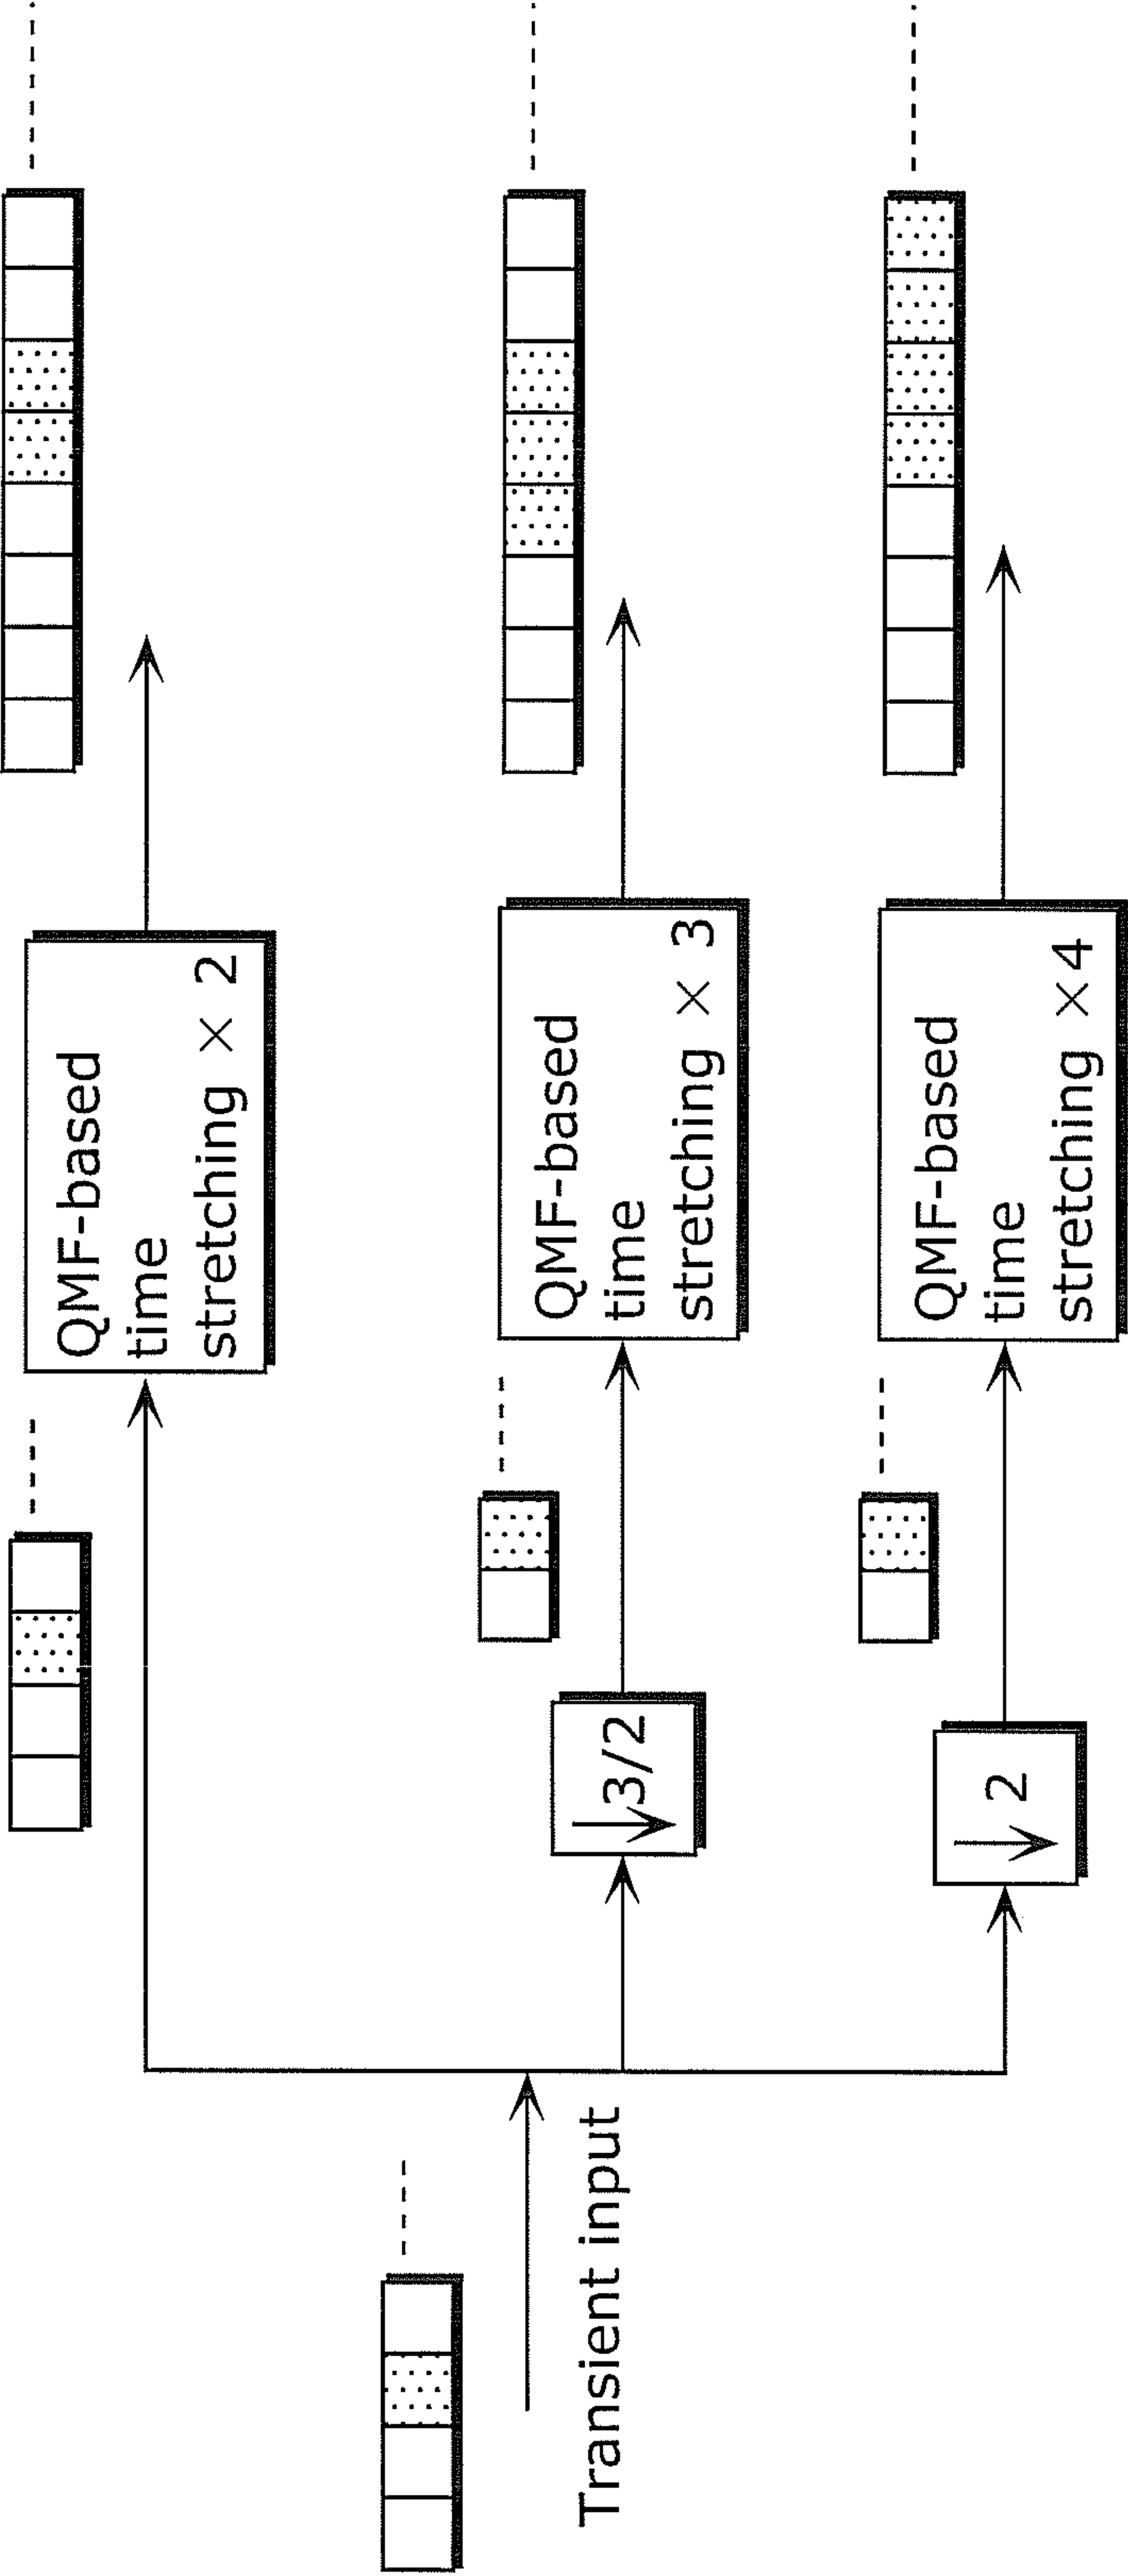 Transient input
QMF-based
time
stretching × 2
↓3/2
QMF-based
time
stretching × 3
↓ 2
QMF-based
time
stretching ×4